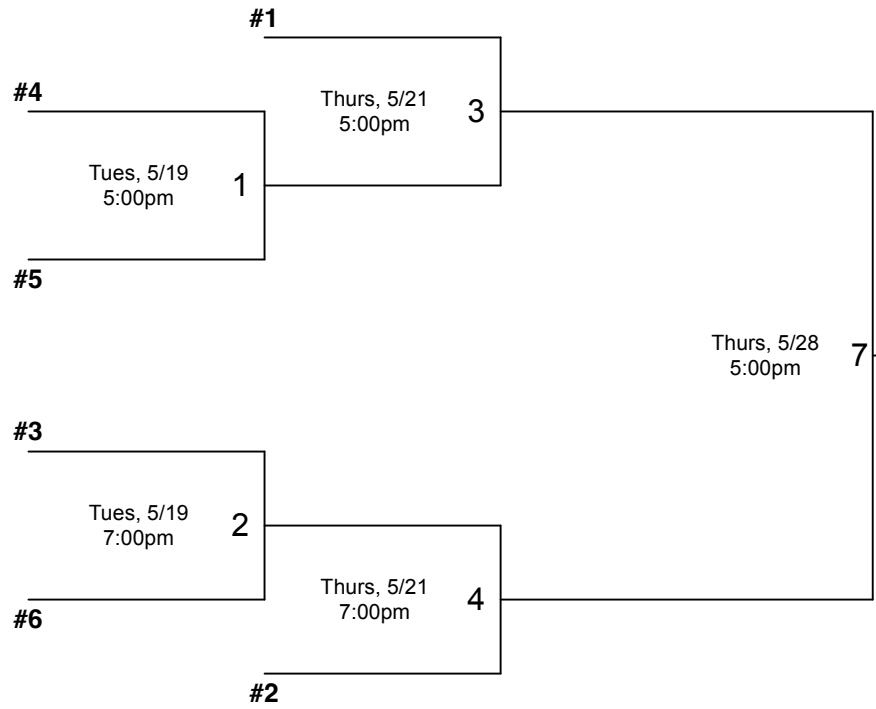 #1
#4
Thurs, 5/21
5:00pm
3
Tues, 5/19
5:00pm
1
#5
Thurs, 5/28
5:00pm
7
#3
Tues, 5/19
7:00pm
2
Thurs, 5/21
7:00pm
4
#6
#2